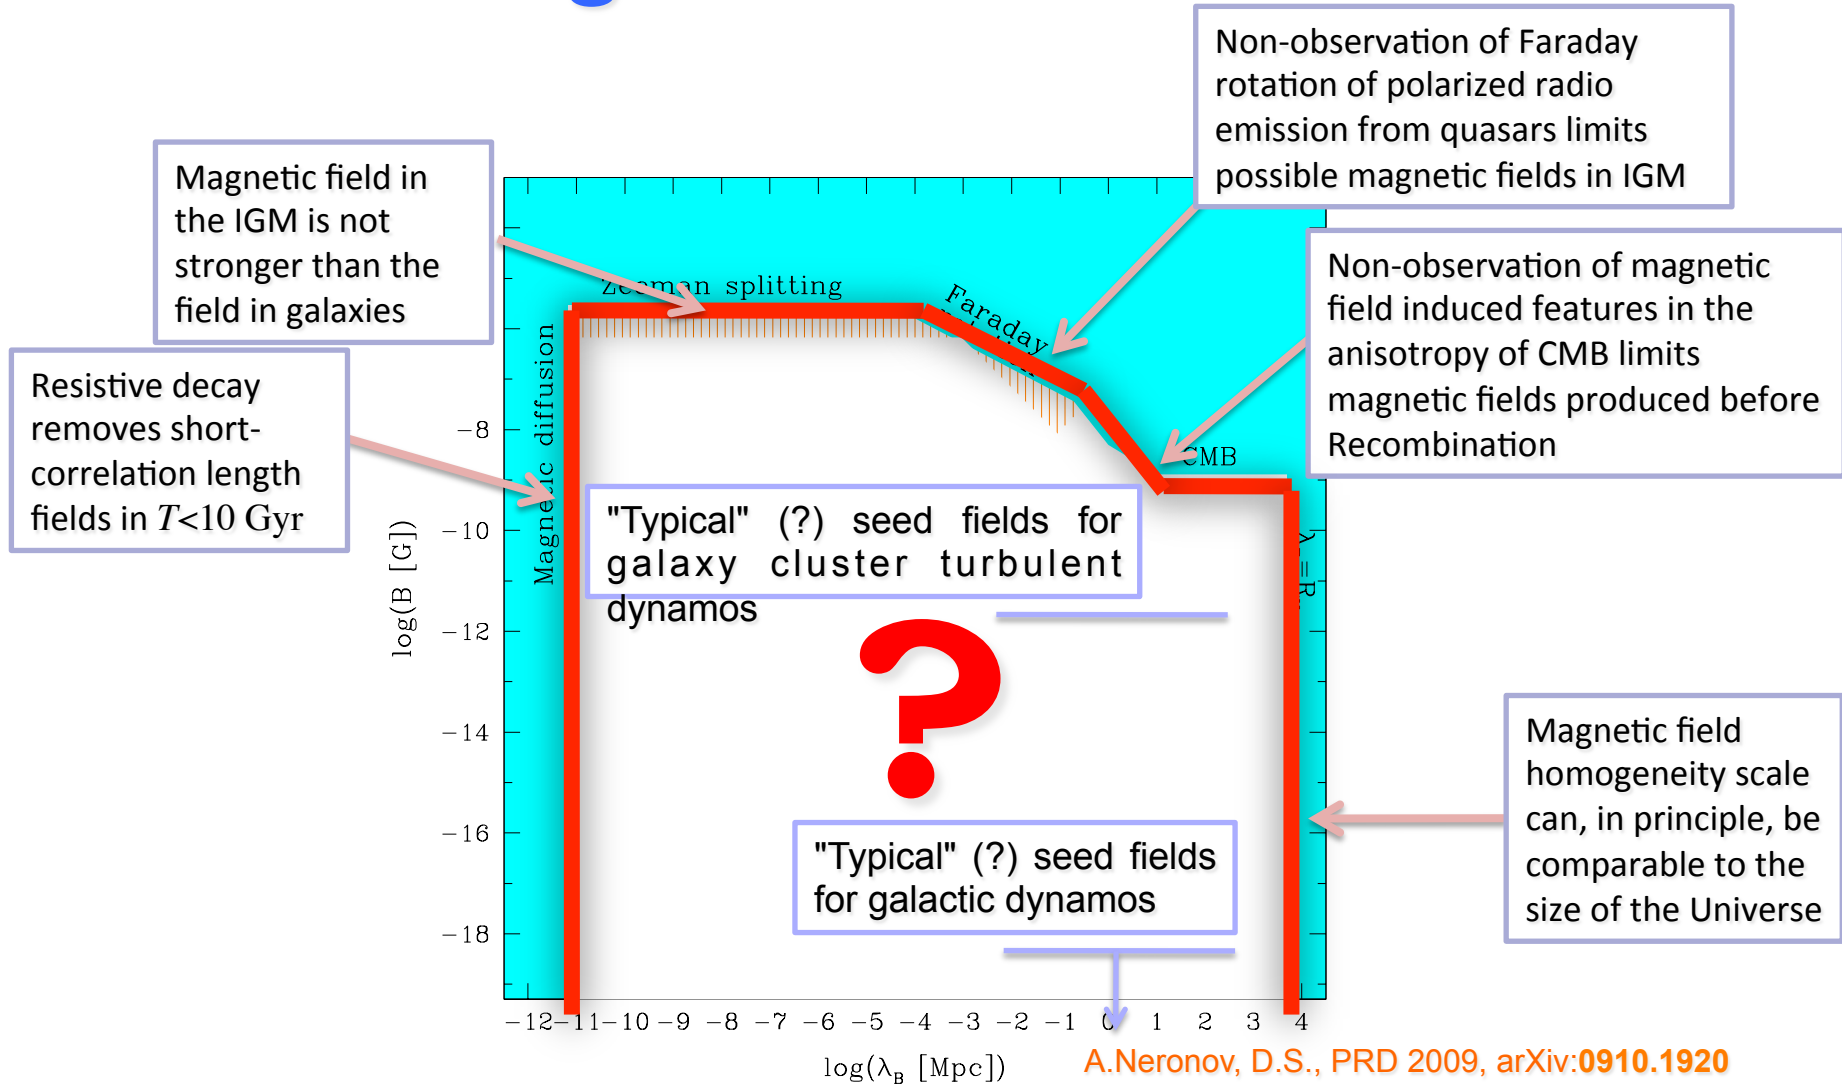 Non-observation of Faraday
rotation of polarized radio
emission from quasars limits
possible magnetic fields in IGM
Magnetic field in
the IGM is not
stronger than the
field in galaxies
Non-observation of magnetic
field induced features in the
anisotropy of CMB limits
magnetic fields produced before
Recombination
Resistive decay
removes short-
correlation length
fields in T<10 Gyr
Zeeman splitting
Faraday
CMB
Magnetic diffusion
"Typical" (?) seed fields for
galaxy cluster turbulent
dynamos
?
"Typical" (?) seed fields
for galactic dynamos
Magnetic field
homogeneity scale
can, in principle, be
comparable to the
size of the Universe
log(B [G])
-8
-10
-12
-14
-16
-18
-12 -11 -10 -9 -8 -7 -6 -5 -4 -3 -2 -1 0 1 2 3 4
log(λB [Mpc])
A.Neronov, D.S., PRD 2009, arXiv:0910.1920